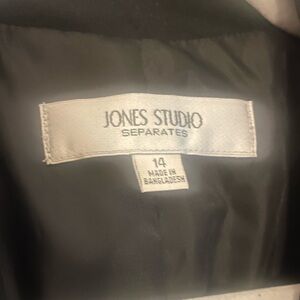 JONES STUDIO
SEPARATES
14
MADE IN
BANGLADESH